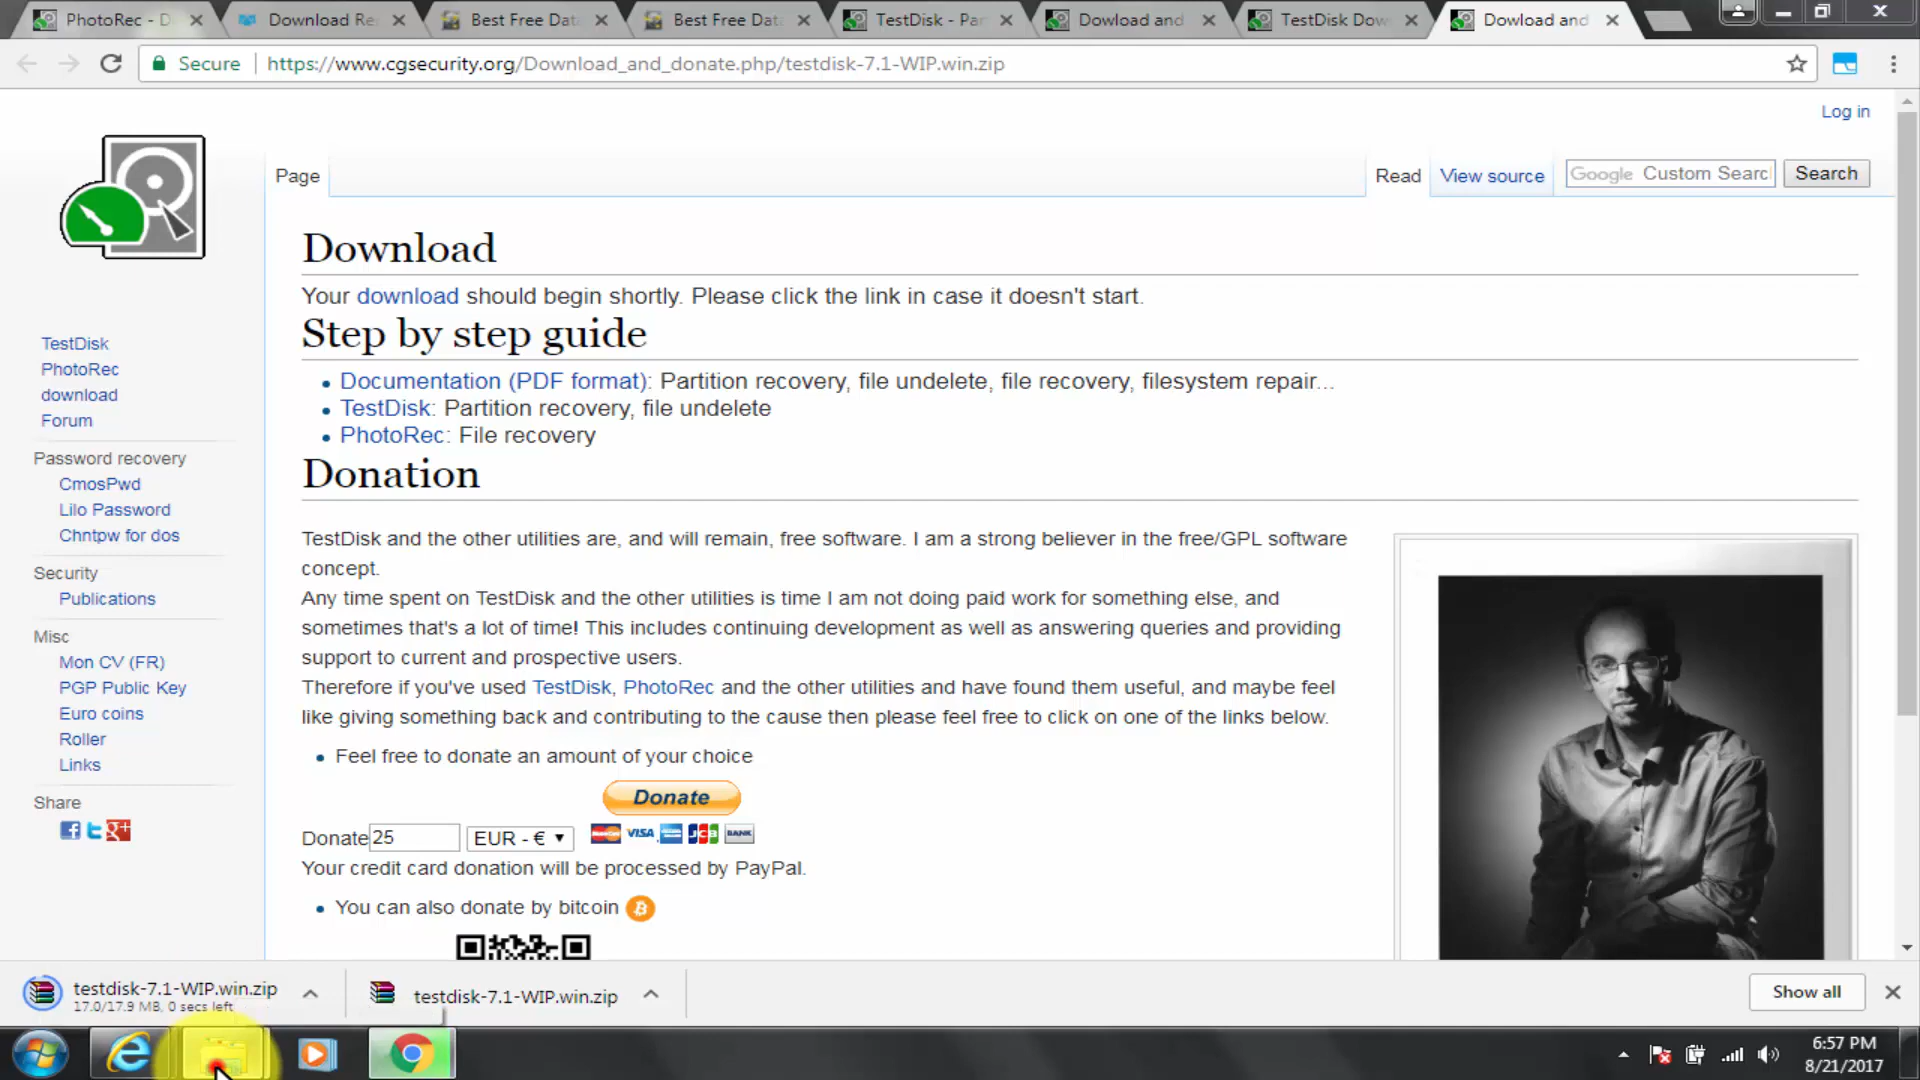 PhotoRec - D
Download Re
Best Free Dat
Best Free Dat
TestDisk - Pa
Dowload and
TestDisk Dow
Dowload and
Secure
https://www.cgsecurity.org/Download_and_donate.php/testdisk-7.1-WIP.win.zip
Log in
Page
Read
View source
Google Custom Searc
Search
Download
Your download should begin shortly. Please click the link in case it doesn't start.
Step by step guide
Documentation (PDF format): Partition recovery, file undelete, file recovery, filesystem repair...
TestDisk: Partition recovery, file undelete
PhotoRec: File recovery
Donation
TestDisk and the other utilities are, and will remain, free software. I am a strong believer in the free/GPL software
concept.
Any time spent on TestDisk and the other utilities is time I am not doing paid work for something else, and
sometimes that's a lot of time! This includes continuing development as well as answering queries and providing
support to current and prospective users.
Therefore if you've used TestDisk, PhotoRec and the other utilities and have found them useful, and maybe feel
like giving something back and contributing to the cause then please feel free to click on one of the links below.
Feel free to donate an amount of your choice
Donate
Donate 25 EUR - €
VISA JCB BANK
Your credit card donation will be processed by PayPal.
You can also donate by bitcoin
TestDisk
PhotoRec
download
Forum
Password recovery
CmosPwd
Lilo Password
Chntpw for dos
Security
Publications
Misc
Mon CV (FR)
PGP Public Key
Euro coins
Roller
Links
Share
testdisk-7.1-WIP.win.zip
17.0/17.9 MB, 0 secs left
testdisk-7.1-WIP.win.zip
Show all
6:57 PM
8/21/2017